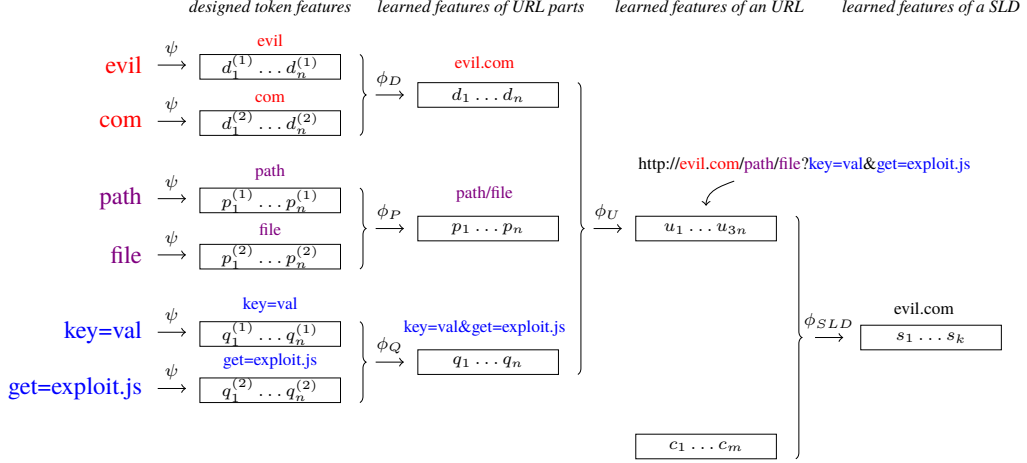 designed token features learned features of URL parts learned features of an URL learned features of a SLD
evil ψ evil d_1^{(1)} … d_n^{(1)}
com ψ com d_1^{(2)} … d_n^{(2)}
ϕ_D evil.com d_1 … d_n
path ψ path p_1^{(1)} … p_n^{(1)}
file ψ file p_1^{(2)} … p_n^{(2)}
ϕ_P path/file p_1 … p_n
key=val ψ key=val q_1^{(1)} … q_n^{(1)}
get=exploit.js ψ get=exploit.js q_1^{(2)} … q_n^{(2)}
ϕ_Q key=val&get=exploit.js q_1 … q_n
http://evil.com/path/file?key=val&get=exploit.js
ϕ_U u_1 … u_{3n}
c_1 … c_m
evil.com
ϕ_{SLD} s_1 … s_k